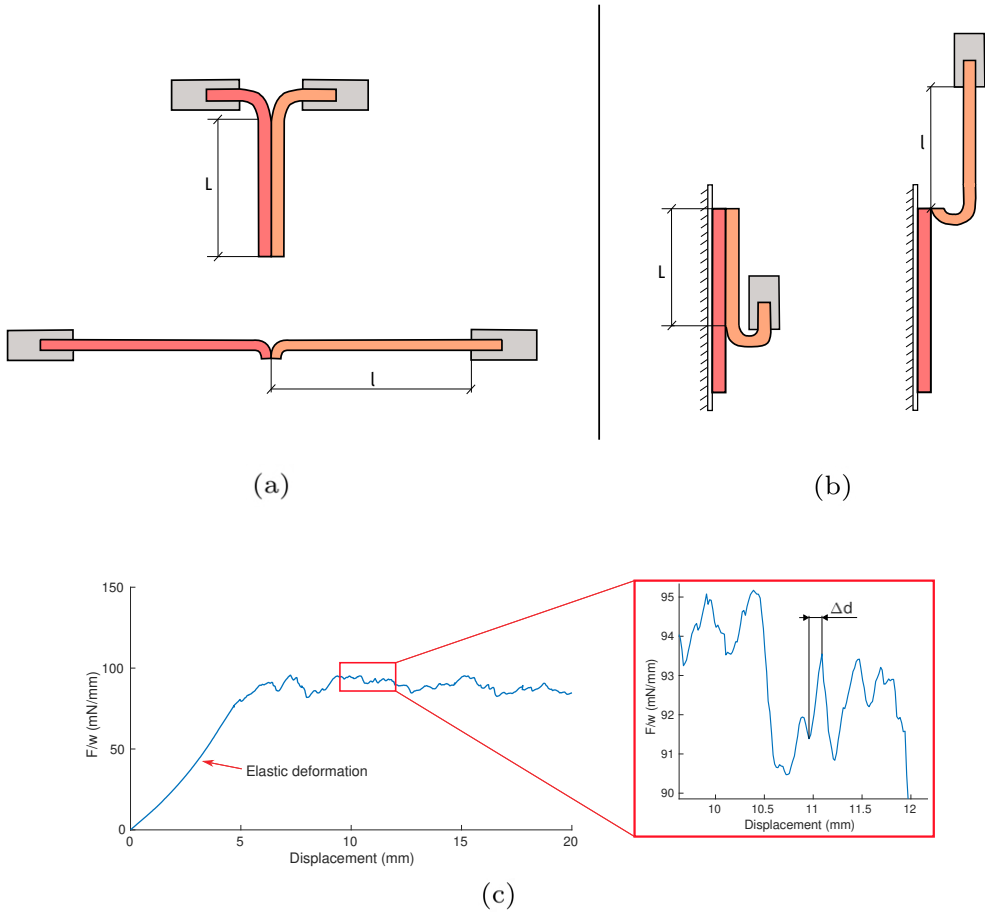 L
l
(a)
l
L
(b)
150
100
50
0
F/w (mN/mm)
Elastic deformation
0
5
10
15
20
Displacement (mm)
95
94
93
92
91
90
F/w (mN/mm)
Δd
10
10.5
11
11.5
12
Displacement (mm)
(c)